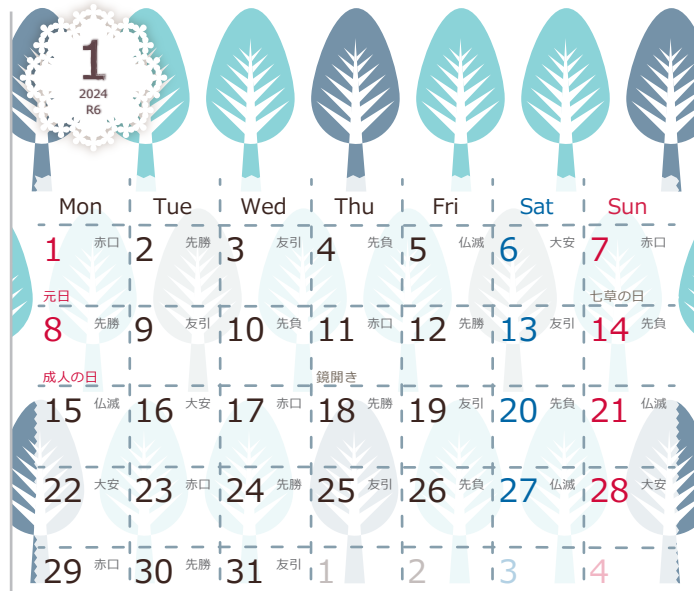 1
2024
R6
Mon Tue Wed Thu Fri Sat Sun
1 赤口 2 先勝 3 友引 4 先負 5 仏滅 6 大安 7 赤口
元日 七草の日
8 先勝 9 友引 10 先負 11 赤口 12 先勝 13 友引 14 先負
成人の日 鏡開き
15 仏滅 16 大安 17 赤口 18 先勝 19 友引 20 先負 21 仏滅
22 大安 23 赤口 24 先勝 25 友引 26 先負 27 仏滅 28 大安
29 赤口 30 先勝 31 友引 1 2 3 4